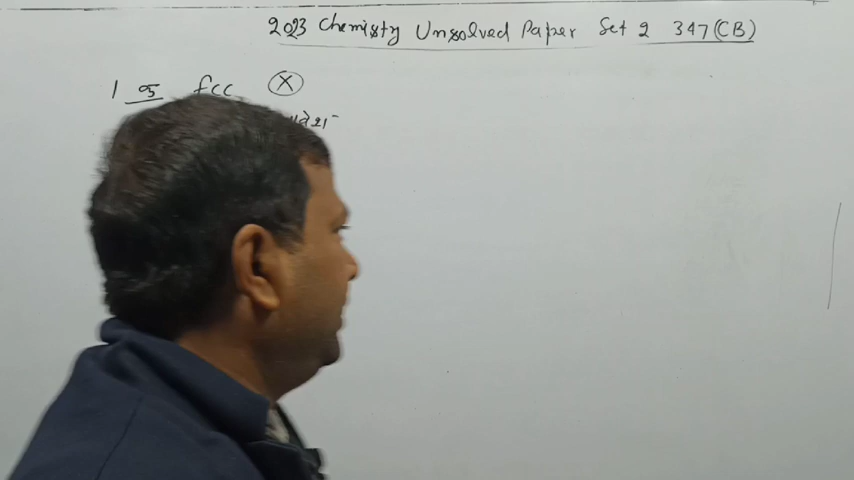 2023 Chemistry Unsolved Paper Set 2 347(CB)
1 क fcc X